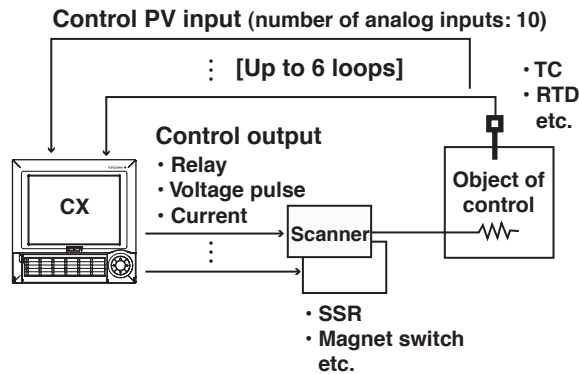 Control PV input (number of analog inputs: 10)
⋮ [Up to 6 loops]
・TC
・RTD
etc.
Control output
・Relay
・Voltage pulse
・Current
⋮
CX
Scanner
Object of
control
・SSR
・Magnet switch
etc.